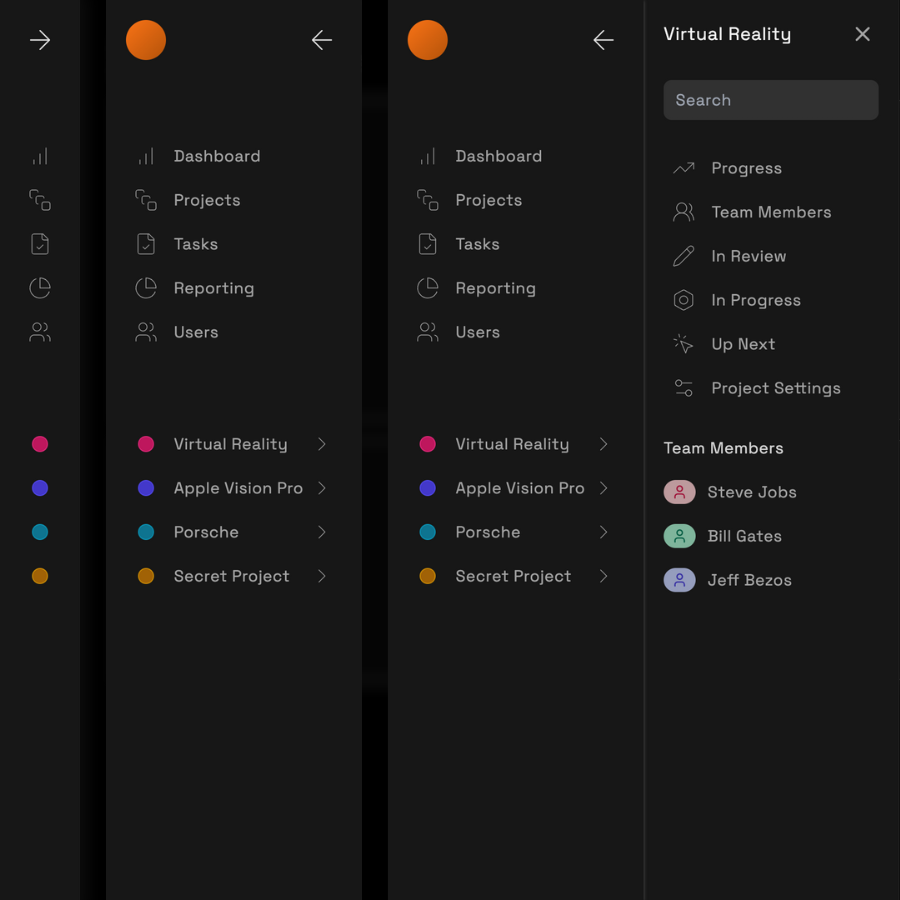 Dashboard
Projects
Tasks
Reporting
Users
Virtual Reality
Apple Vision Pro
Porsche
Secret Project
Dashboard
Projects
Tasks
Reporting
Users
Virtual Reality
Apple Vision Pro
Porsche
Secret Project
Virtual Reality
Search
Progress
Team Members
In Review
In Progress
Up Next
Project Settings
Team Members
Steve Jobs
Bill Gates
Jeff Bezos